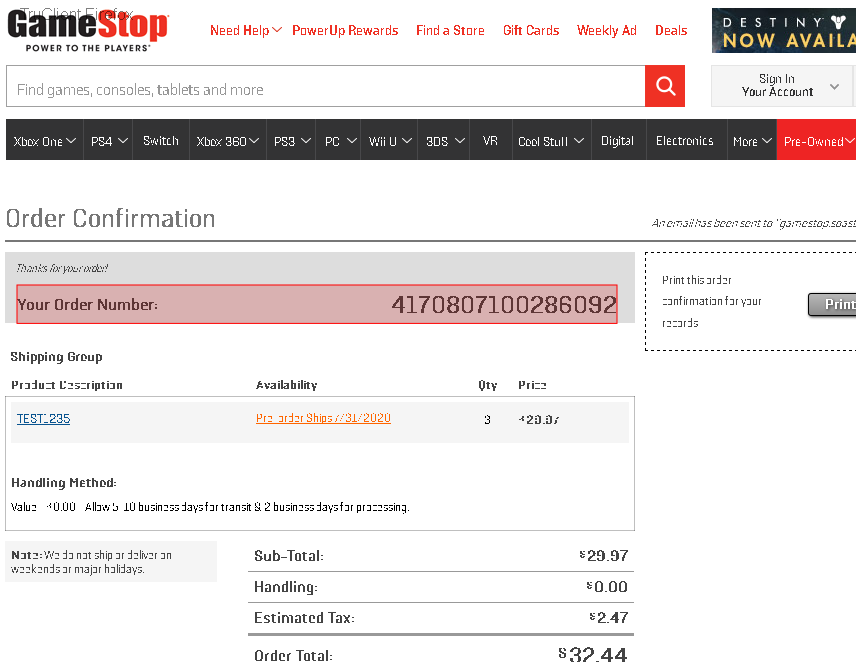 TruClient Firefox
GameStop
POWER TO THE PLAYERS
Need Help PowerUp Rewards Find a Store Gift Cards Weekly Ad Deals
DESTINY
NOW AVAILA
Find games, consoles, tablets and more
Sign In
Your Account
Xbox One PS4 Switch Xbox 360 PS3 PC Wii U 3DS VR Cool Stuff Digital Electronics More Pre-Owned
Order Confirmation
An email has been sent to "gamestop.soast
Thanks for your order!
Your Order Number: 4170807100286092
Print this order
confirmation for your
records
Print
Shipping Group
Product Description Availability Qty Price
TEST1235 Pre-order Ships 7/31/2020 3 $29.97
Handling Method:
Value - $0.00 - Allow 5-10 business days for transit & 2 business days for processing.
Note: We do not ship or deliver on
weekends or major holidays.
Sub-Total: $29.97
Handling: $0.00
Estimated Tax: $2.47
Order Total: $32.44